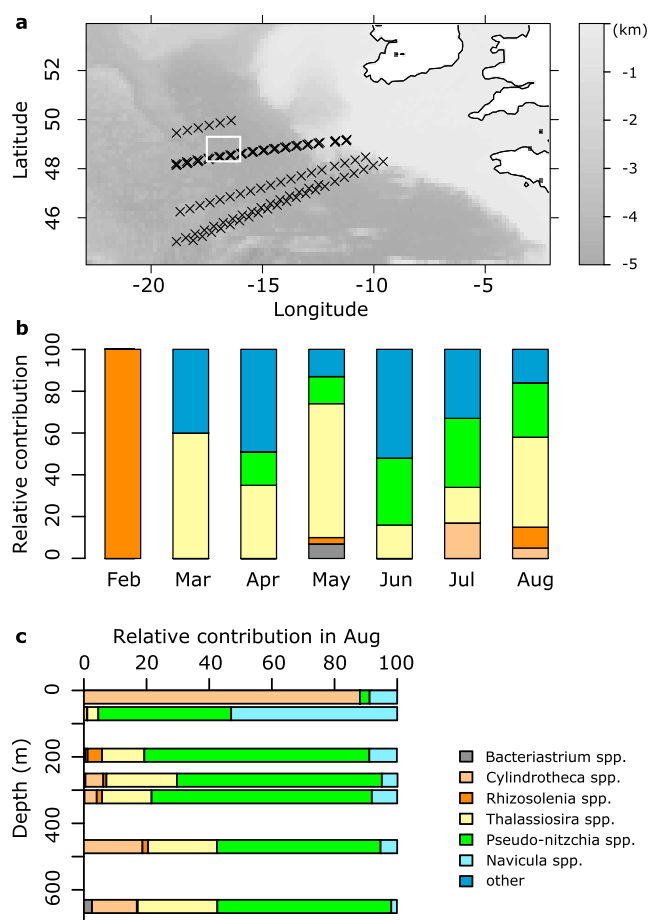 a
(km)
52
50
48
46
Latitude
-1
-2
-3
-4
-5
-20
-15
-10
-5
Longitude
b
Relative contribution
100
80
60
40
20
0
Feb
Mar
Apr
May
Jun
Jul
Aug
c
Relative contribution in Aug
0
20
40
60
80
100
Depth (m)
0
200
400
600
Bacteriastrium spp.
Cylindrotheca spp.
Rhizosolenia spp.
Thalassiosira spp.
Pseudo-nitzchia spp.
Navicula spp.
other